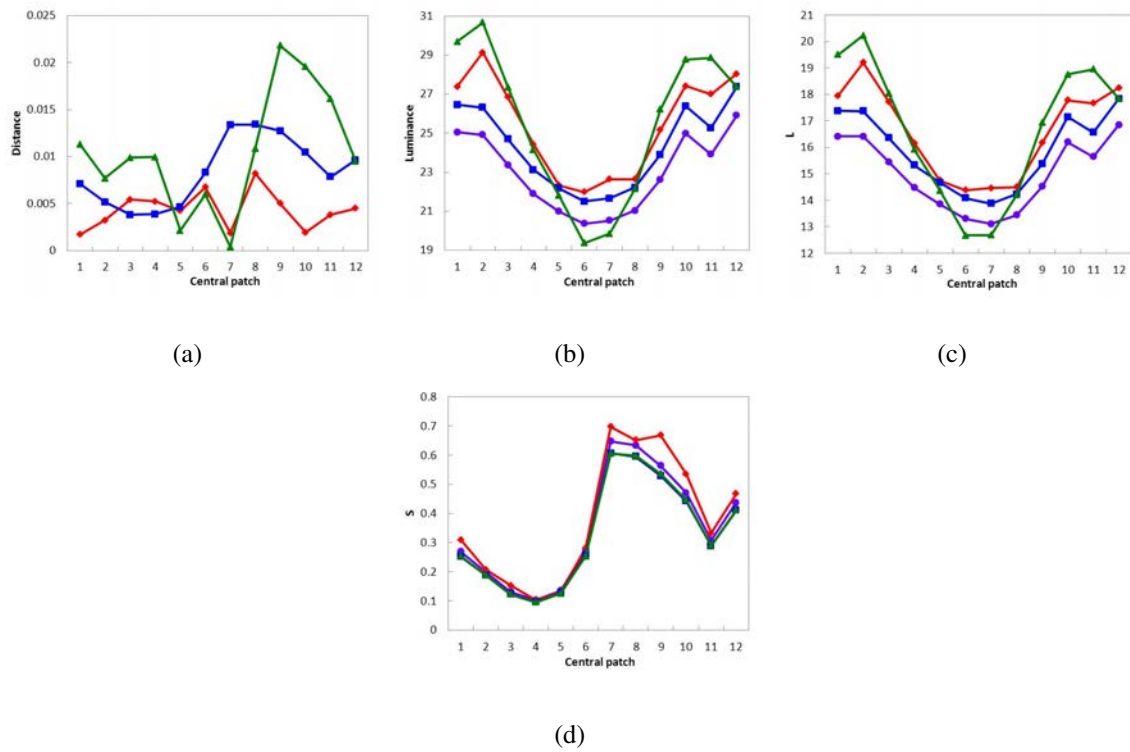 0.025
0.02
0.015
0.01
0.005
0
Distance
1 2 3 4 5 6 7 8 9 10 11 12
Central patch
(a)
31
29
27
25
23
21
19
Luminance
1 2 3 4 5 6 7 8 9 10 11 12
Central patch
(b)
21
20
19
18
17
16
15
14
13
12
L
1 2 3 4 5 6 7 8 9 10 11 12
Central patch
(c)
0.8
0.7
0.6
0.5
0.4
0.3
0.2
0.1
0
S
1 2 3 4 5 6 7 8 9 10 11 12
Central patch
(d)